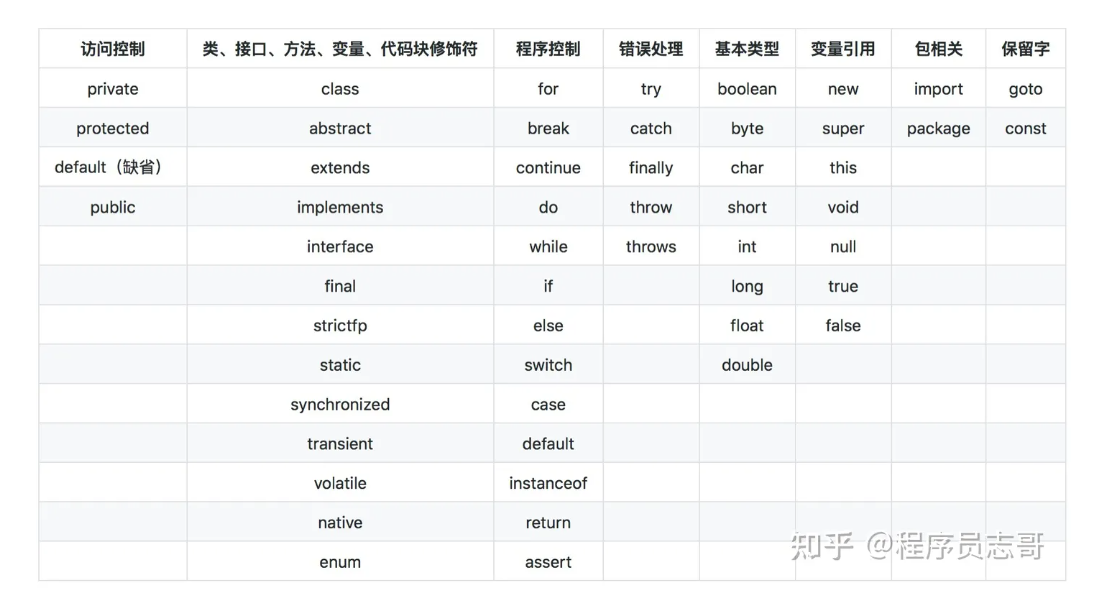 访问控制 类、接口、方法、变量、代码块修饰符 程序控制 错误处理 基本类型 变量引用 包相关 保留字
private class for try boolean new import goto
protected abstract break catch byte super package const
default（缺省） extends continue finally char this
public implements do throw short void
interface while throws int null
final if long true
strictfp else float false
static switch double
synchronized case
transient default
volatile instanceof
native return
enum assert
知乎 @程序员志哥